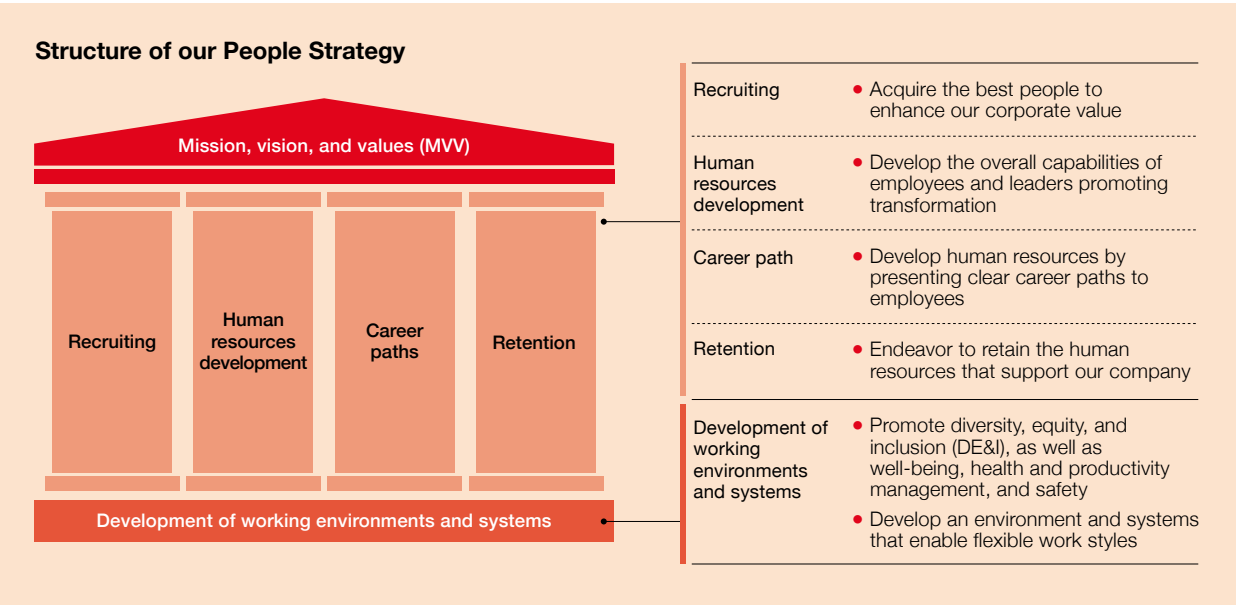 Structure of our People Strategy
Mission, vision, and values (MVV)
Recruiting
Human
resources
development
Career
paths
Retention
Development of working environments and systems
Recruiting
• Acquire the best people to
enhance our corporate value
Human
resources
development
• Develop the overall capabilities of
employees and leaders promoting
transformation
Career path
• Develop human resources by
presenting clear career paths to
employees
Retention
• Endeavor to retain the human
resources that support our company
Development of
working
environments
and systems
• Promote diversity, equity, and
inclusion (DE&I), as well as
well-being, health and productivity
management, and safety
• Develop an environment and systems
that enable flexible work styles